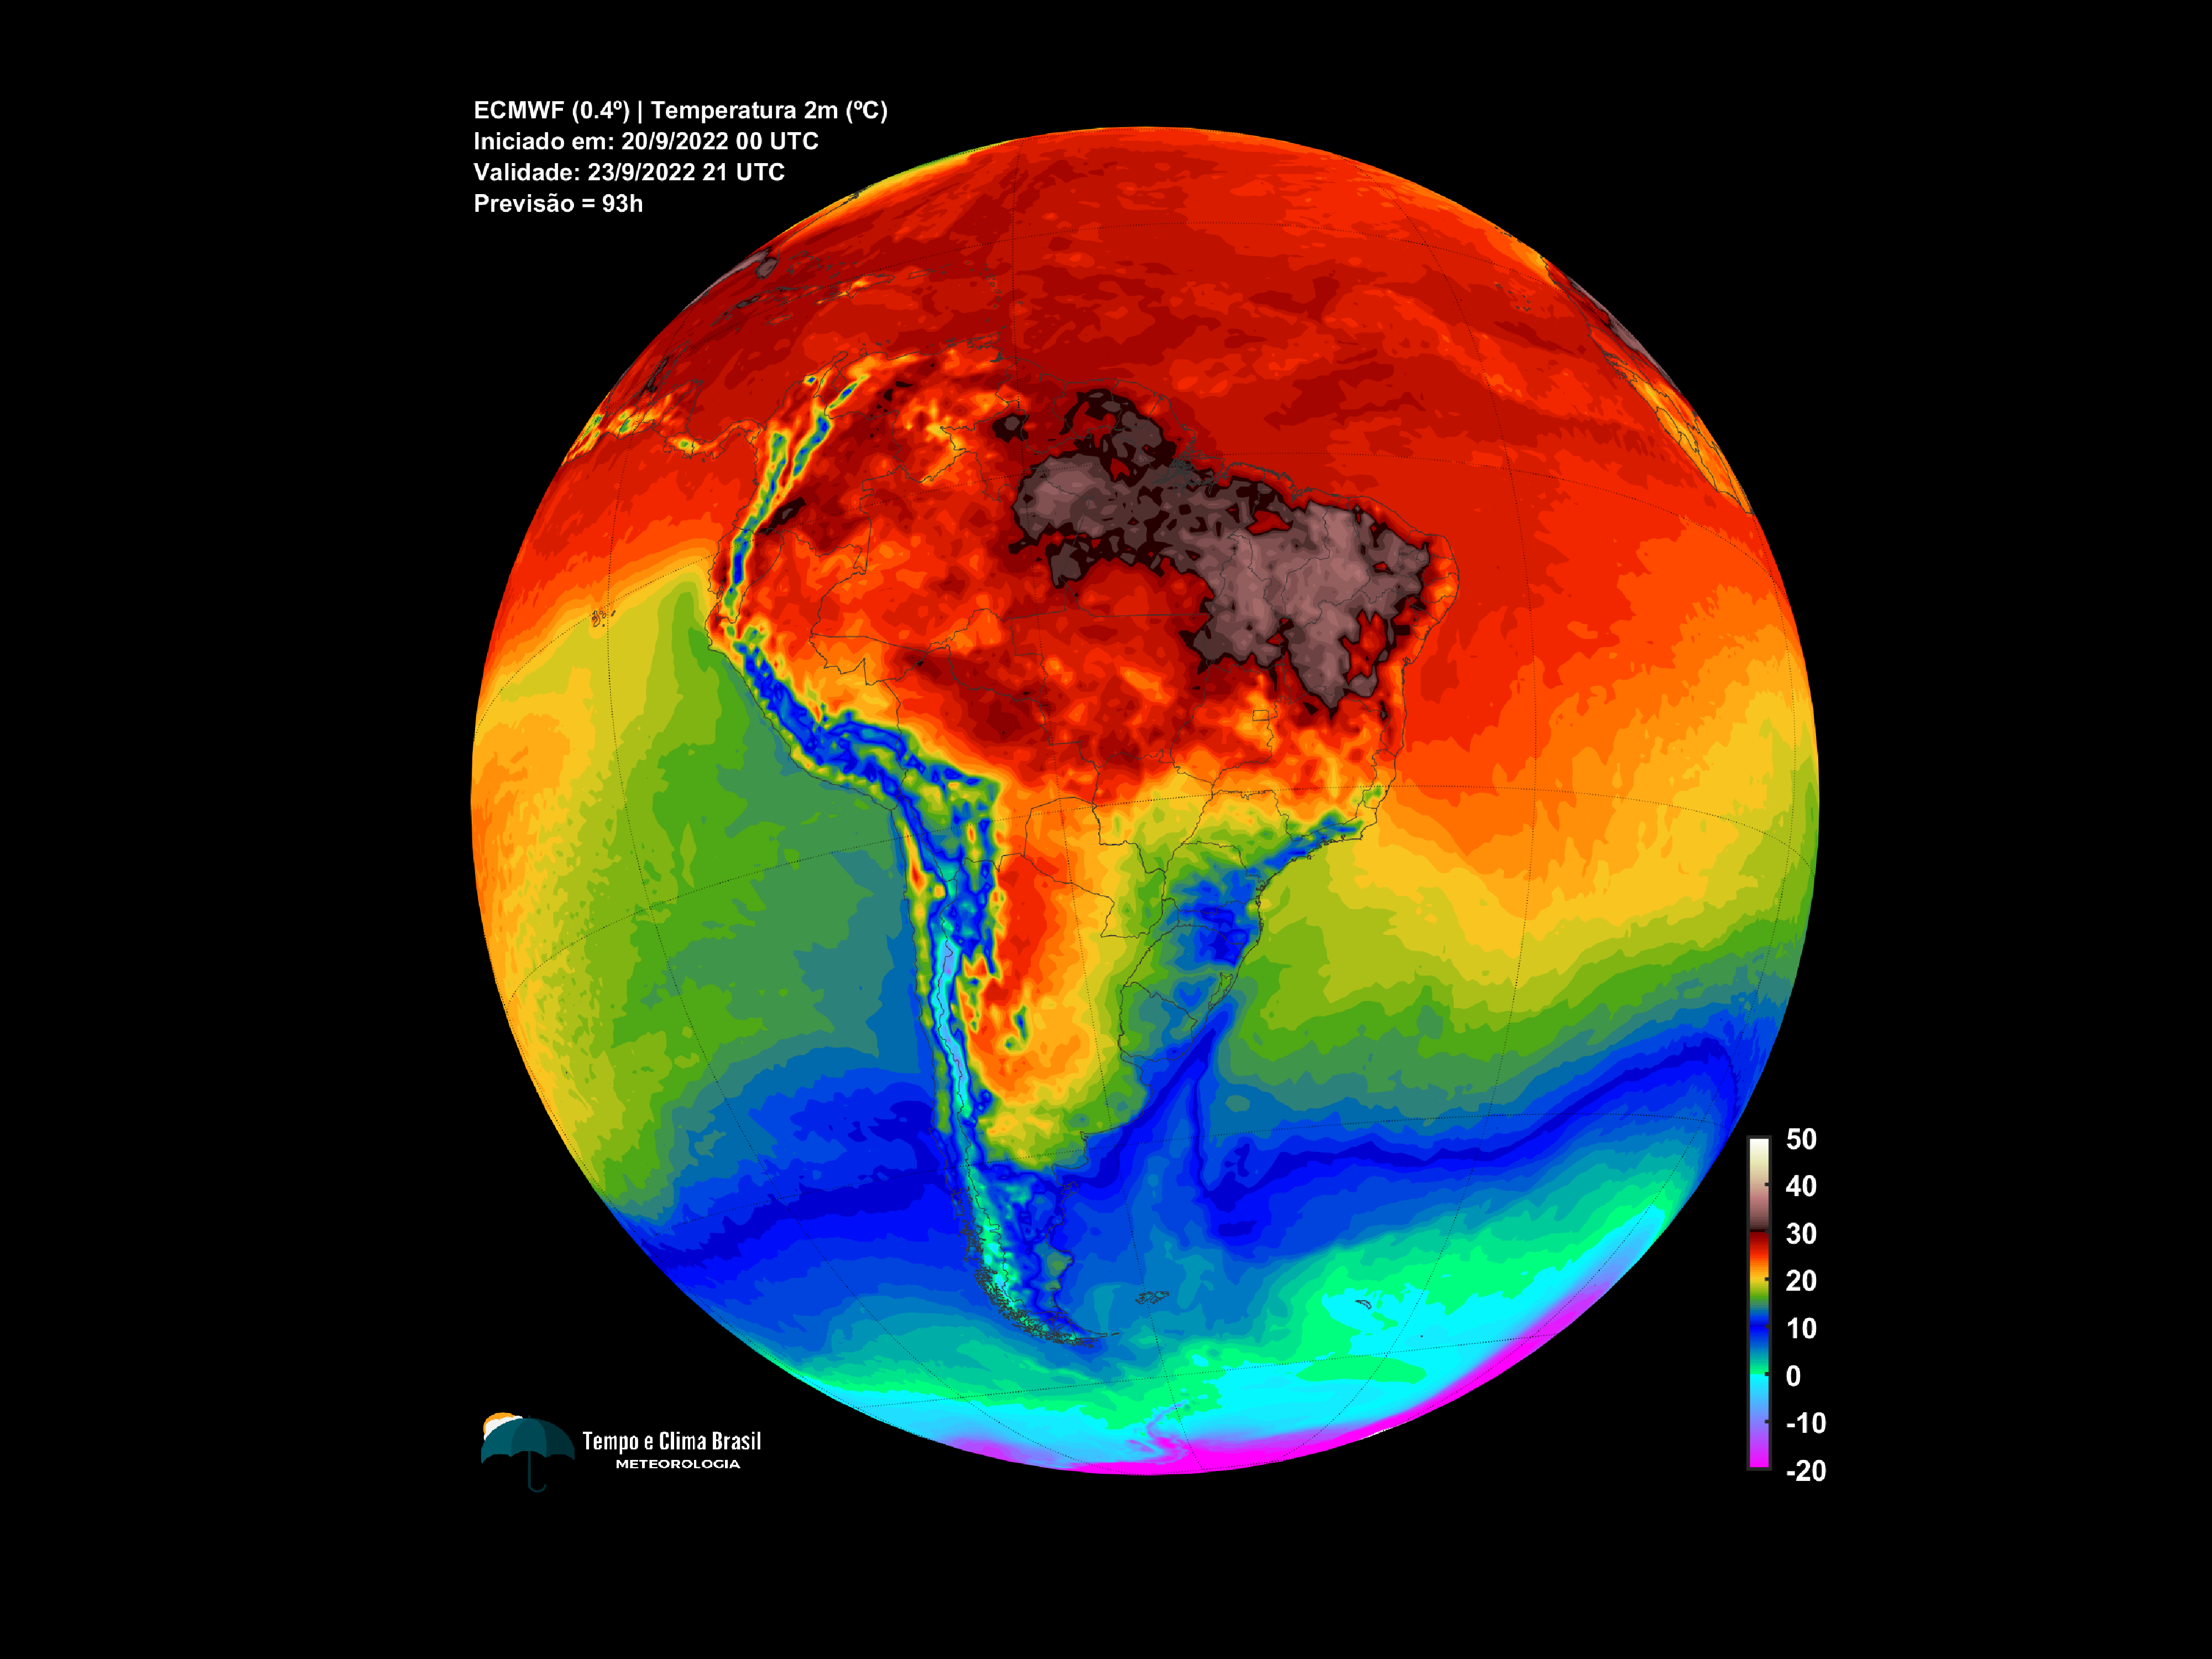 ECMWF (0.4º) | Temperatura 2m (ºC)
Iniciado em: 20/9/2022 00 UTC
Validade: 23/9/2022 21 UTC
Previsão = 93h
50
40
30
20
10
0
-10
-20
Tempo e Clima Brasil
METEOROLOGIA